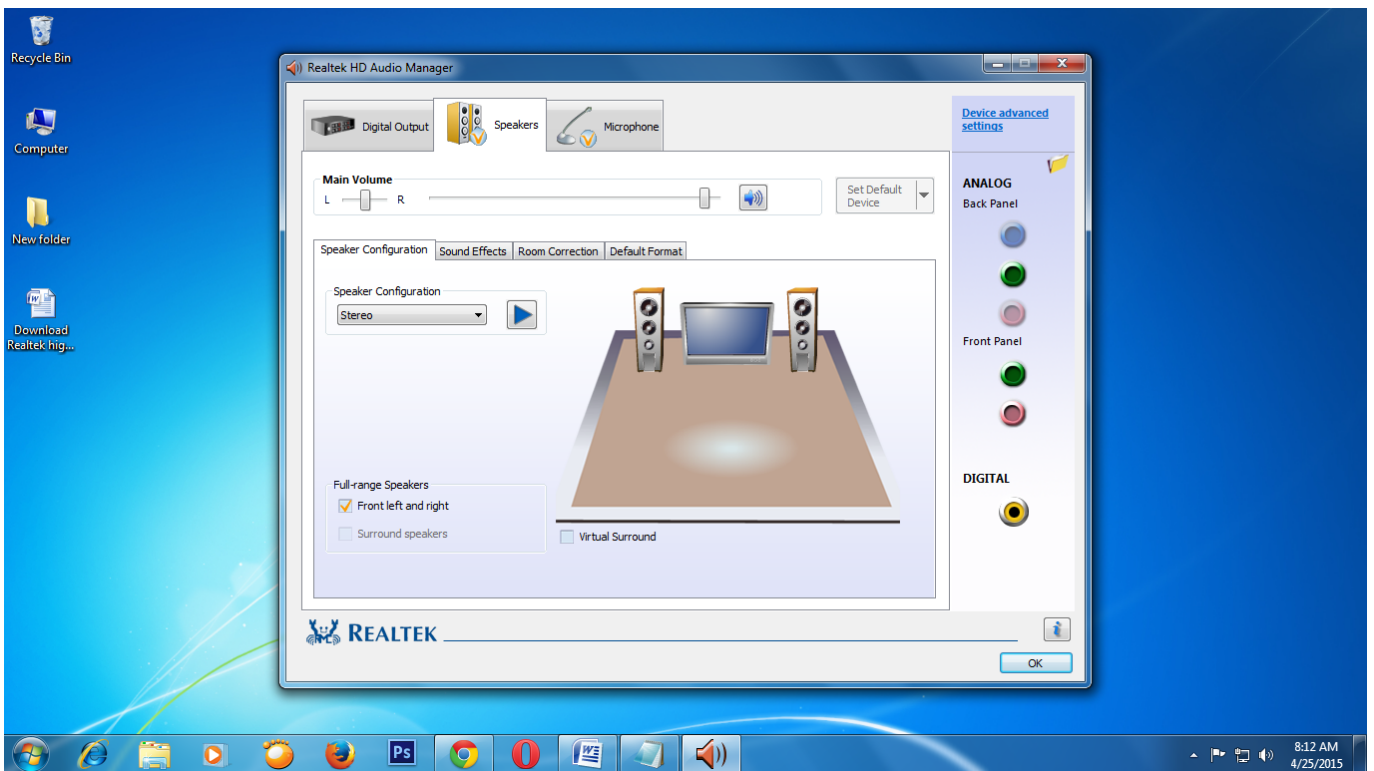 Recycle Bin
Computer
New folder
Download
Realtek hig...
Realtek HD Audio Manager
Digital Output
Speakers
Microphone
Device advanced
settings
Main Volume
L
R
Set Default
Device
ANALOG
Back Panel
Speaker Configuration
Sound Effects
Room Correction
Default Format
Speaker Configuration
Stereo
Front Panel
Full-range Speakers
Front left and right
Surround speakers
Virtual Surround
DIGITAL
REALTEK
OK
Ps
8:12 AM
4/25/2015